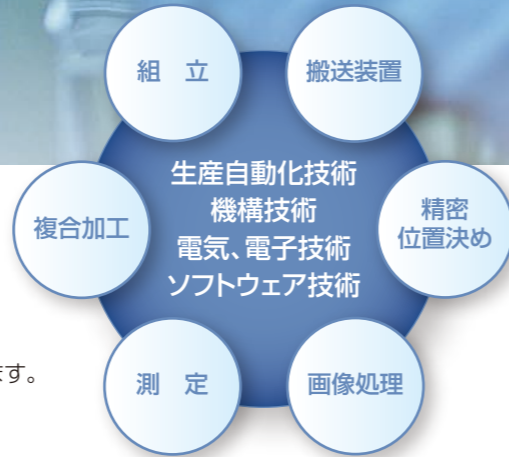 組　立
搬送装置
生産自動化技術
機構技術
電気、電子技術
ソフトウェア技術
複合加工
精密
位置決め
ます。
測　定
画像処理